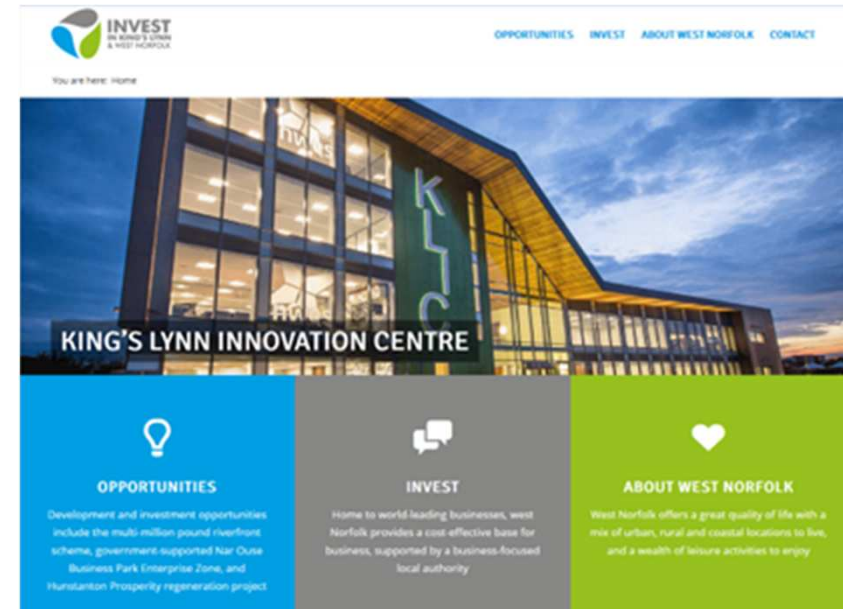 INVEST
IN KING'S LYNN
& WEST NORFOLK
OPPORTUNITIES INVEST ABOUT WEST NORFOLK CONTACT
You are here: Home
KLIC
nwes
KING'S LYNN INNOVATION CENTRE
OPPORTUNITIES
Development and investment opportunities
include the multi-million pound riverfront
scheme, government-supported Nar Ouse
Business Park Enterprise Zone, and
Hunstanton Prosperity regeneration project
INVEST
Home to world-leading businesses, west
Norfolk provides a cost-effective base for
business, supported by a business-focused
local authority
ABOUT WEST NORFOLK
West Norfolk offers a great quality of life with a
mix of urban, rural and coastal locations to live,
and a wealth of leisure activities to enjoy